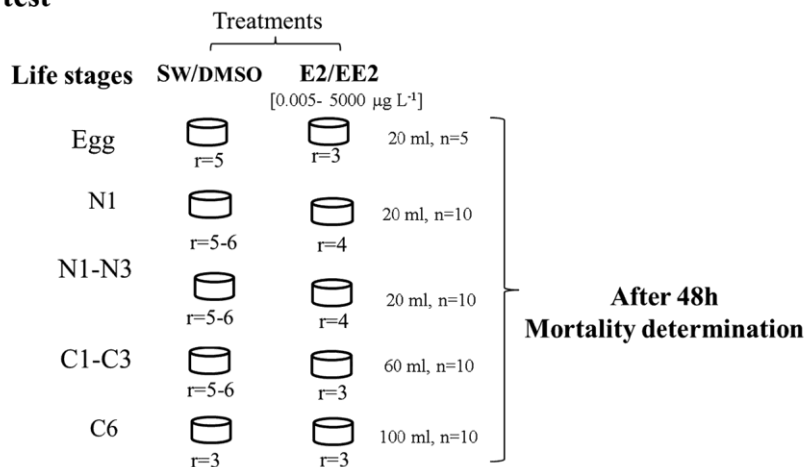 test
Treatments
Life stages SW/DMSO E2/EE2
[0.005- 5000 µg L⁻¹]
Egg r=5 r=3 20 ml, n=5
N1 r=5-6 r=4 20 ml, n=10
N1-N3 r=5-6 r=4 20 ml, n=10
C1-C3 r=5-6 r=3 60 ml, n=10
C6 r=3 r=3 100 ml, n=10
After 48h
Mortality determination